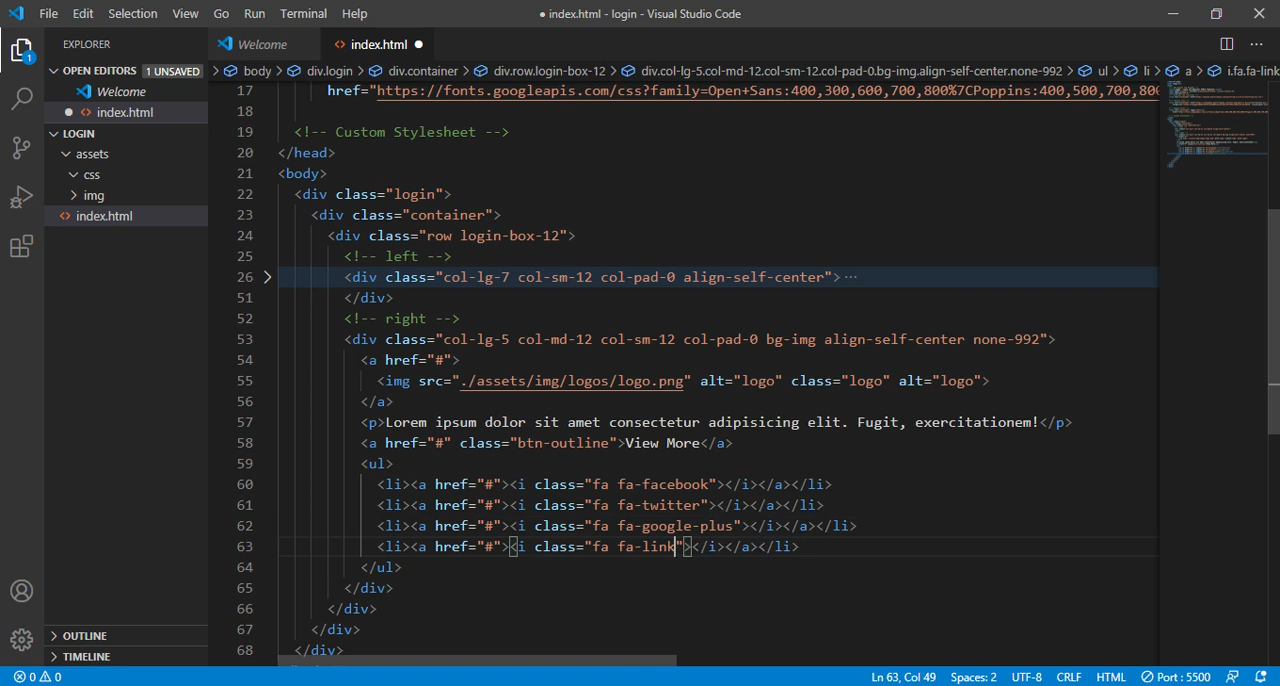 File Edit Selection View Go Run Terminal Help
● index.html - login - Visual Studio Code
EXPLORER
Welcome
index.html ●
OPEN EDITORS 1 UNSAVED
body > div.login > div.container > div.row.login-box-12 > div.col-lg-5.col-md-12.col-sm-12.col-pad-0.bg-img.align-self-center.none-992 > ul > li > a > i.fa.fa-link
Welcome
● index.html
LOGIN
assets
css
img
index.html
17 href="https://fonts.googleapis.com/css?family=Open+Sans:400,300,600,700,800%7CPoppins:400,500,700,800
18
19 <!-- Custom Stylesheet -->
20 </head>
21 <body>
22 <div class="login">
23 <div class="container">
24 <div class="row login-box-12">
25 <!-- left -->
26 <div class="col-lg-7 col-sm-12 col-pad-0 align-self-center"> ...
51 </div>
52 <!-- right -->
53 <div class="col-lg-5 col-md-12 col-sm-12 col-pad-0 bg-img align-self-center none-992">
54 <a href="#">
55 <img src="./assets/img/logos/logo.png" alt="logo" class="logo" alt="logo">
56 </a>
57 <p>Lorem ipsum dolor sit amet consectetur adipisicing elit. Fugit, exercitationem!</p>
58 <a href="#" class="btn-outline">View More</a>
59 <ul>
60 <li><a href="#"><i class="fa fa-facebook"></i></a></li>
61 <li><a href="#"><i class="fa fa-twitter"></i></a></li>
62 <li><a href="#"><i class="fa fa-google-plus"></i></a></li>
63 <li><a href="#"><i class="fa fa-link"></i></a></li>
64 </ul>
65 </div>
66 </div>
67 </div>
68 </div>
OUTLINE
TIMELINE
0 0
Ln 63, Col 49 Spaces: 2 UTF-8 CRLF HTML Port : 5500
1